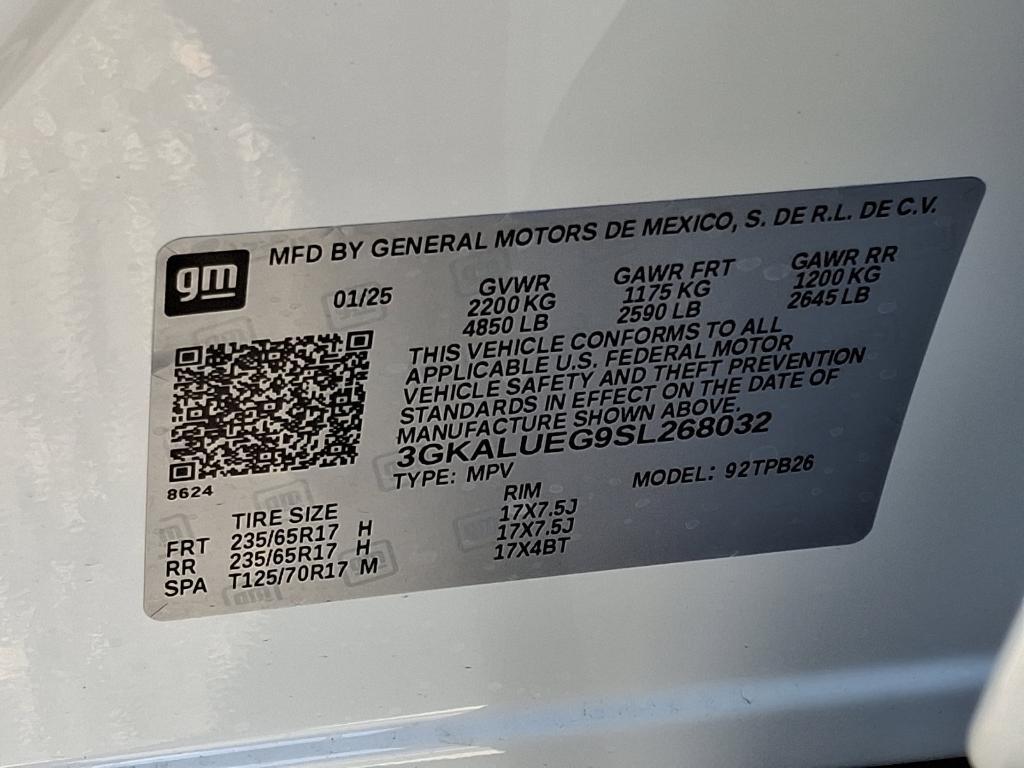 gm
MFD BY GENERAL MOTORS DE MEXICO, S. DE R.L. DE C.V.
01/25
GVWR
2200 KG
4850 LB
GAWR FRT
1175 KG
2590 LB
GAWR RR
1200 KG
2645 LB
THIS VEHICLE CONFORMS TO ALL
APPLICABLE U.S. FEDERAL MOTOR
VEHICLE SAFETY AND THEFT PREVENTION
STANDARDS IN EFFECT ON THE DATE OF
MANUFACTURE SHOWN ABOVE.
3GKALUEG9SL268032
TYPE: MPV MODEL: 92TPB26
8624
TIRE SIZE RIM
FRT 235/65R17 H 17X7.5J
RR 235/65R17 H 17X7.5J
SPA T125/70R17 M 17X4BT